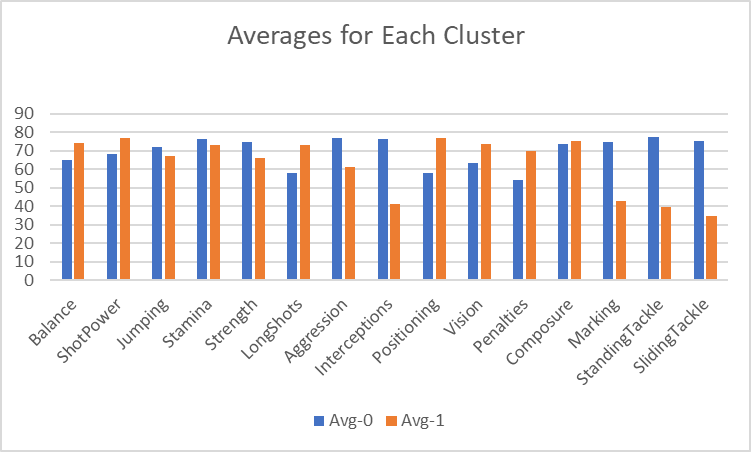 Averages for Each Cluster
90
80
70
60
50
40
30
20
10
0
Balance
ShotPower
Jumping
Stamina
Strength
LongShots
Aggression
Interceptions
Positioning
Vision
Penalties
Composure
Marking
StandingTackle
SlidingTackle
Avg-0 Avg-1